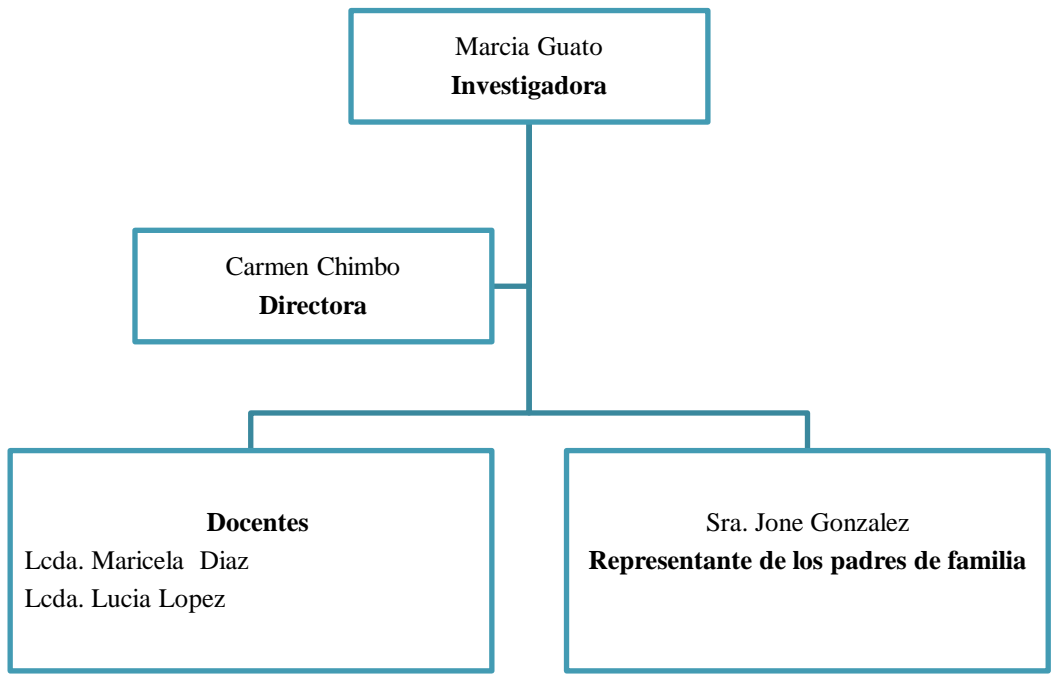 Marcia Guato
Investigadora
Carmen Chimbo
Directora
Docentes
Lcda. Maricela  Diaz
Lcda. Lucia Lopez
Sra. Jone Gonzalez
Representante de los padres de familia